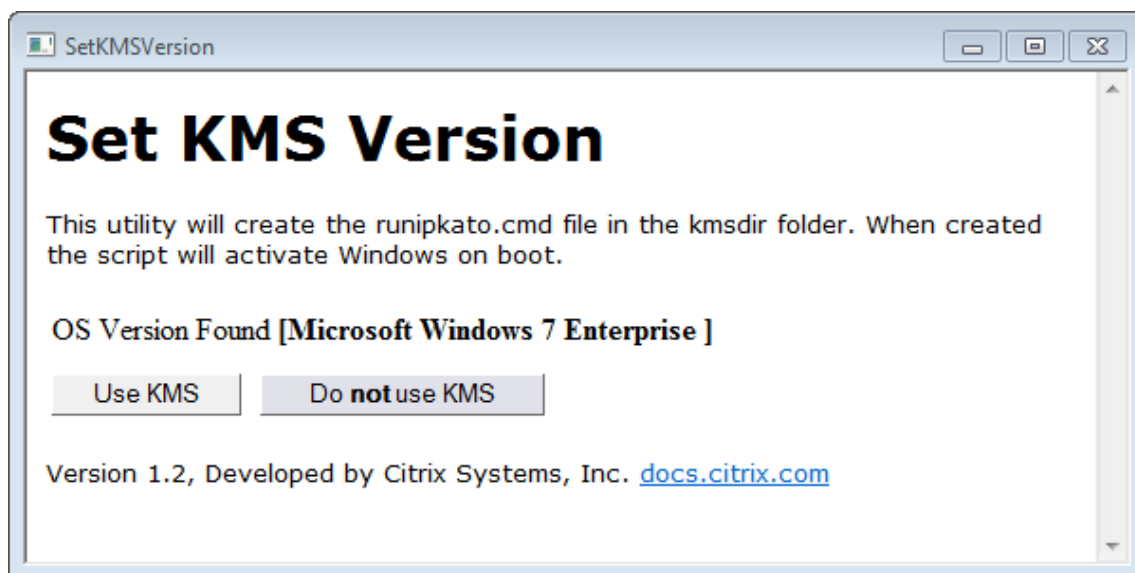 SetKMSVersion
Set KMS Version
This utility will create the runipkato.cmd file in the kmsdir folder. When created
the script will activate Windows on boot.
OS Version Found [Microsoft Windows 7 Enterprise ]
Use KMS Do not use KMS
Version 1.2, Developed by Citrix Systems, Inc. docs.citrix.com